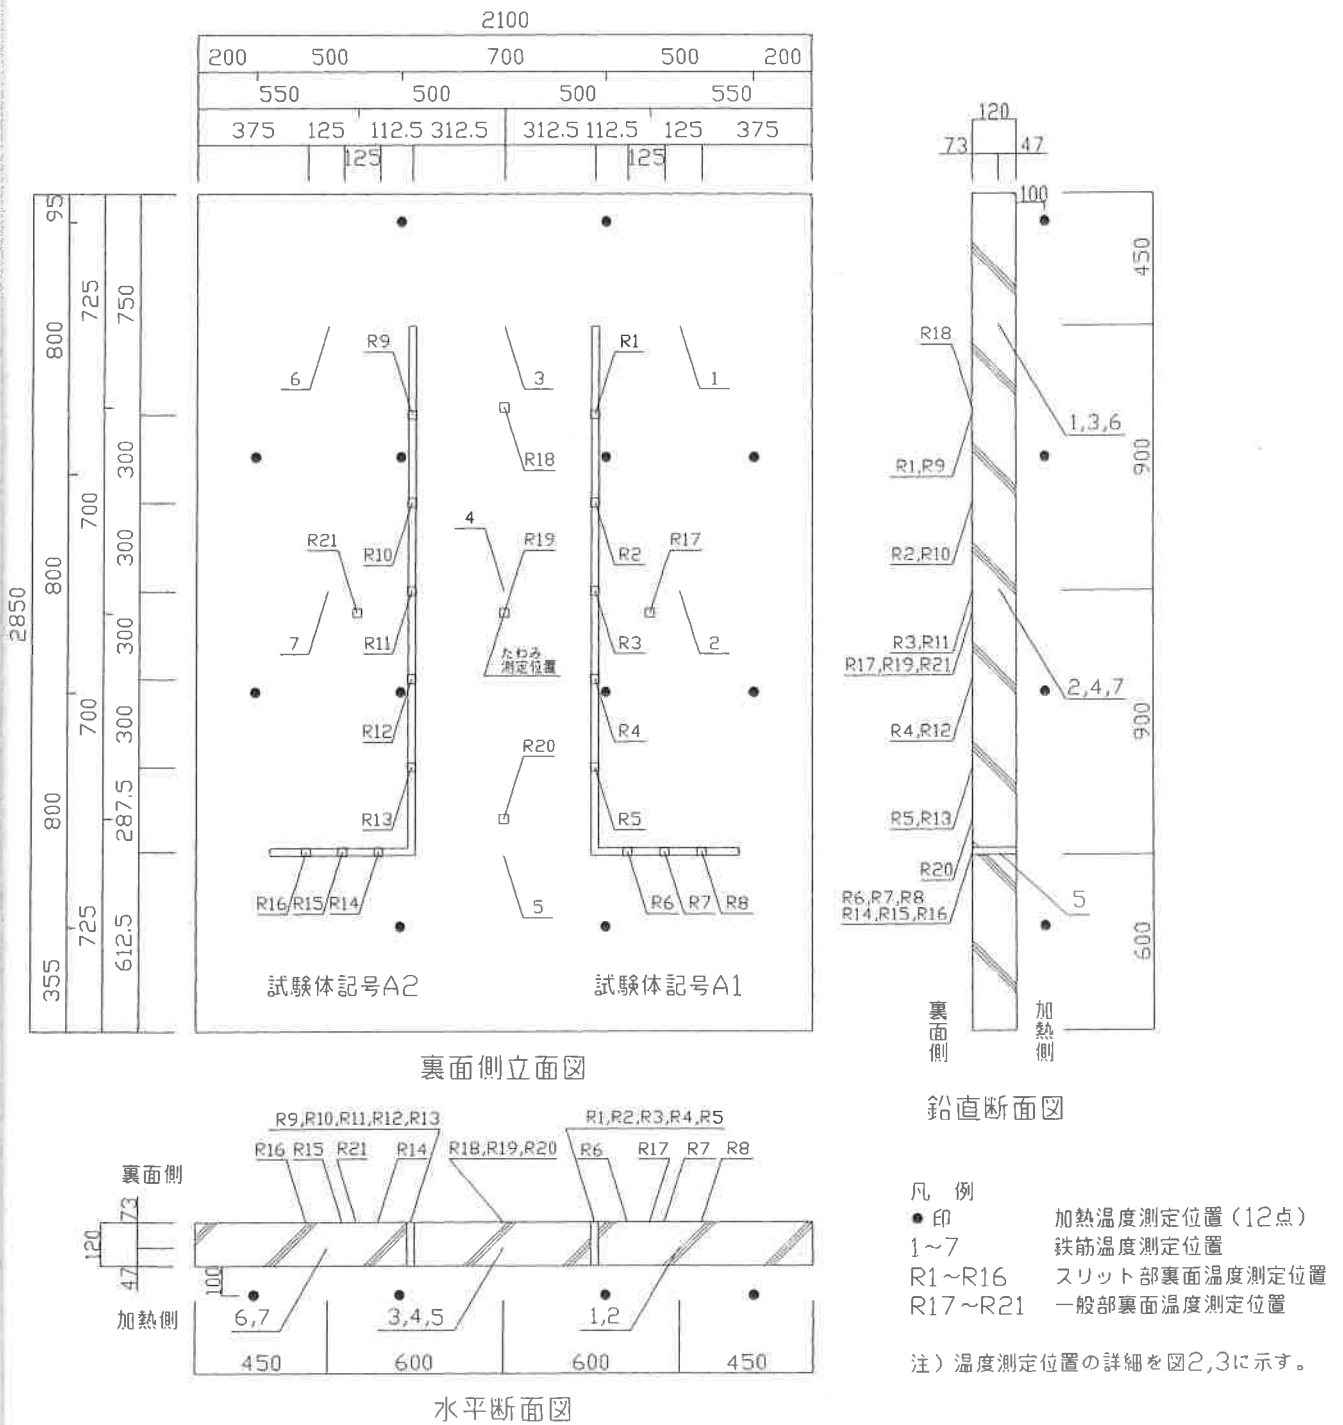 2100
200 500 700 500 200
550 500 500 550
375 125 112.5 312.5 312.5 112.5 125 375
125 125
2850
95 800 800 800 355
725 700 700 725
750 300 300 300 300 287.5 612.5
R9 R1
6 3 1
R18
4
R21 R10 R19 R2 R17
7 R11 R3 2
たわみ
測定位置
R12 R4
R20
R13 R5
R16 R15 R14 5 R6 R7 R8
試験体記号A2 試験体記号A1
裏面側立面図
120
73 47
100
450
900
900
600
R18
1,3,6
R1,R9
R2,R10
R3,R11
R17,R19,R21
2,4,7
R4,R12
R5,R13
R20
R6,R7,R8
R14,R15,R16
5
裏面側
加熱側
鉛直断面図
R9,R10,R11,R12,R13 R1,R2,R3,R4,R5
R16 R15 R21 R14 R18,R19,R20 R6 R17 R7 R8
裏面側
120
73
47
100
加熱側
6,7 3,4,5 1,2
450 600 600 450
水平断面図
凡 例
●印 加熱温度測定位置(12点)
1~7 鉄筋温度測定位置
R1~R16 スリット部裏面温度測定位置
R17~R21 一般部裏面温度測定位置
注)温度測定位置の詳細を図2,3に示す。